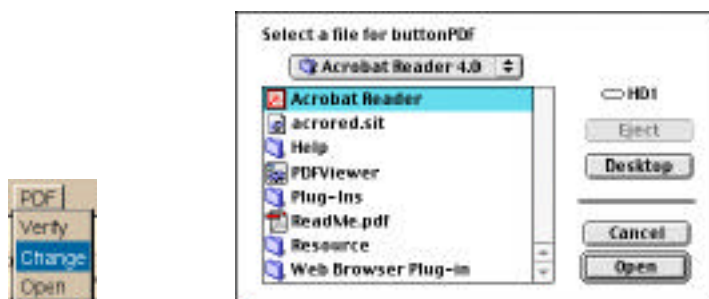 Select a file for buttonPDF
Acrobat Reader 4.0
Acrobat Reader
acrored.sit
Help
PDFViewer
Plug-Ins
ReadMe.pdf
Resource
Web Browser Plug-in
HD1
Eject
Desktop
Cancel
Open
PDF
Verify
Change
Open